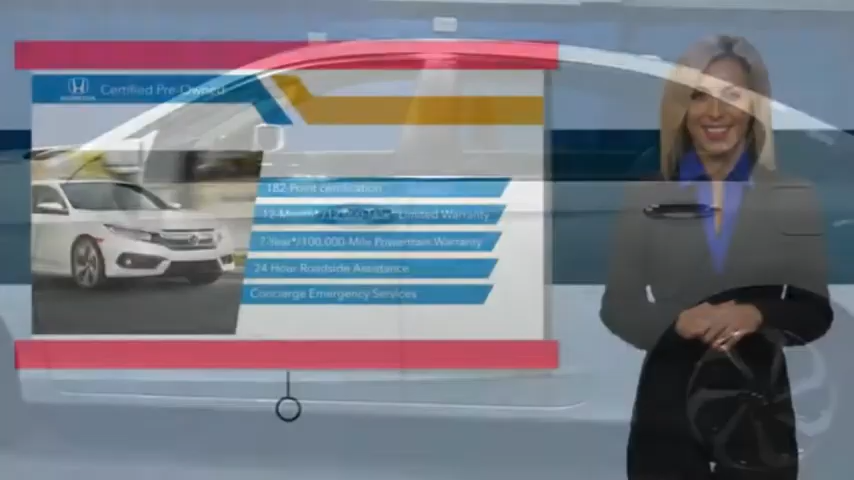 Certified Pre-Owned
182-Point certification
Limited Warranty
7-Year*/100,000-Mile Powertrain Warranty
24 Hour Roadside Assistance
Concierge Emergency Services